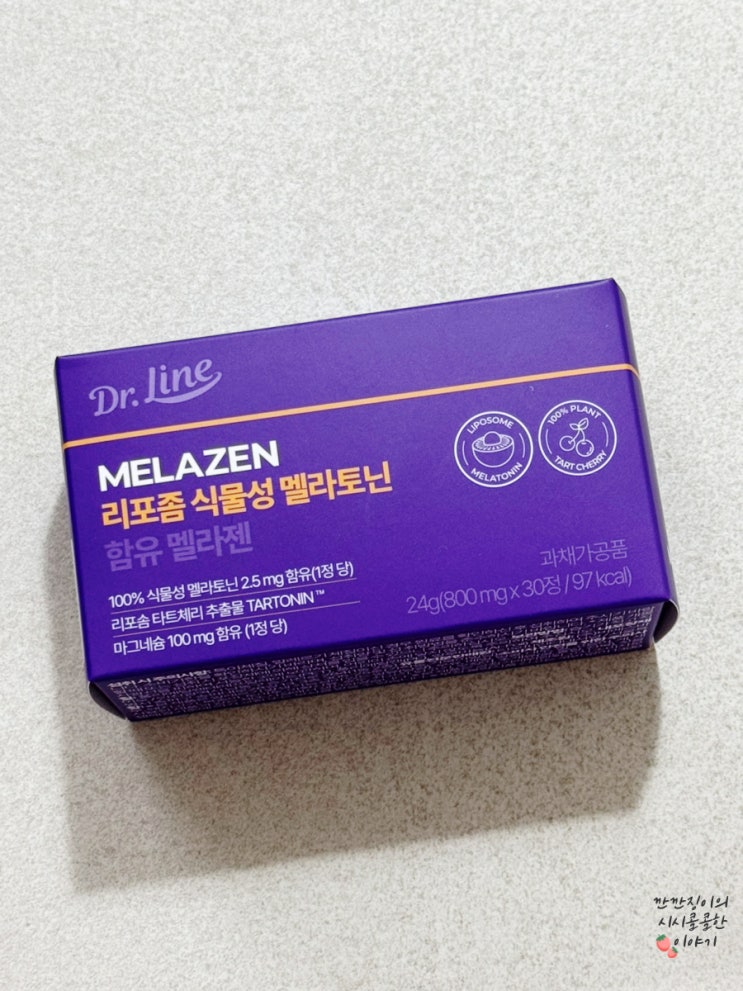 Dr. Line
MELAZEN
리포좀 식물성 멜라토닌
함유 멜라젠
100% 식물성 멜라토닌 2.5 mg 함유(1정 당)
리포솜 타트체리 추출물 TARTONIN™
마그네슘 100 mg 함유 (1정 당)
LIPOSOME
MELATONIN
100% PLANT
TART CHERRY
과채가공품
24g(800 mg x 30정 / 97 kcal)
깐깐징이의
시시콜콜한
이야기